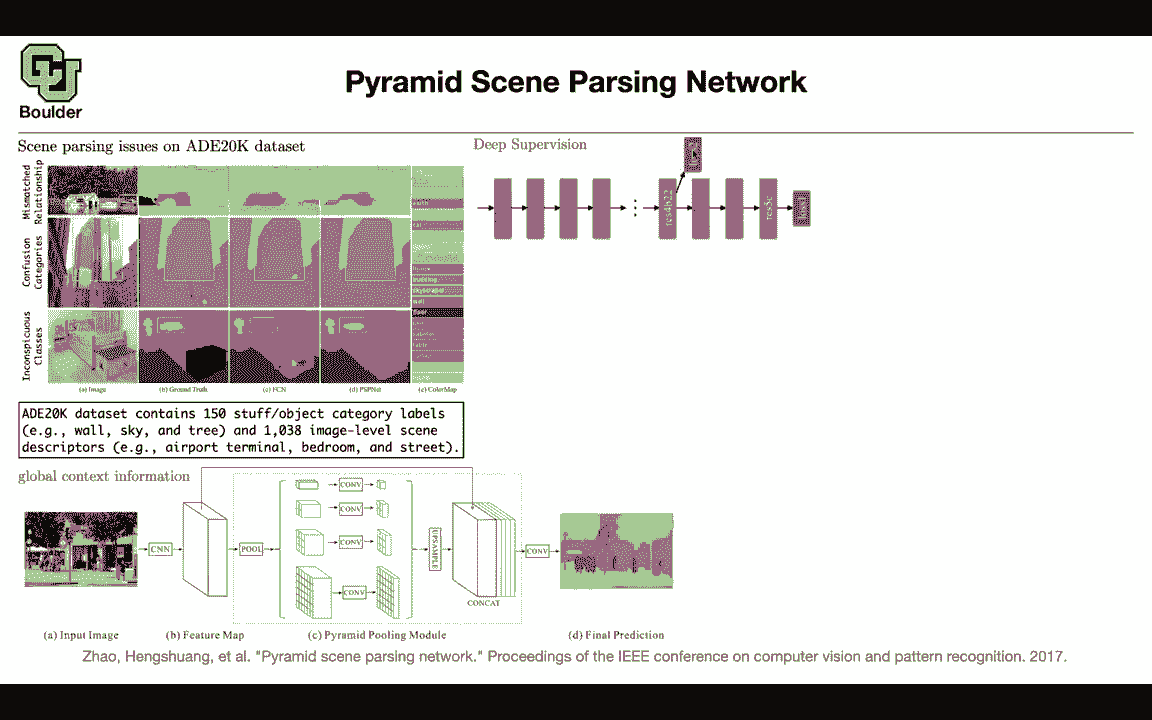 Boulder
Pyramid Scene Parsing Network
Scene parsing issues on ADE20K dataset
Mismatched
Relationship
Confusion
Categories
Inconspicuous
Classes
(a) Image
(b) Ground Truth
(c) FCN
(d) PSPNet
(e) ColorMap
ADE20K dataset contains 150 stuff/object category labels
(e.g., wall, sky, and tree) and 1,038 image-level scene
descriptors (e.g., airport terminal, bedroom, and street).
Deep Supervision
res4b22
res5c
global context information
CNN
POOL
CONV
CONV
CONV
CONV
UPSAMPLE
CONCAT
CONV
(a) Input Image
(b) Feature Map
(c) Pyramid Pooling Module
(d) Final Prediction
Zhao, Hengshuang, et al. "Pyramid scene parsing network." Proceedings of the IEEE conference on computer vision and pattern recognition. 2017.